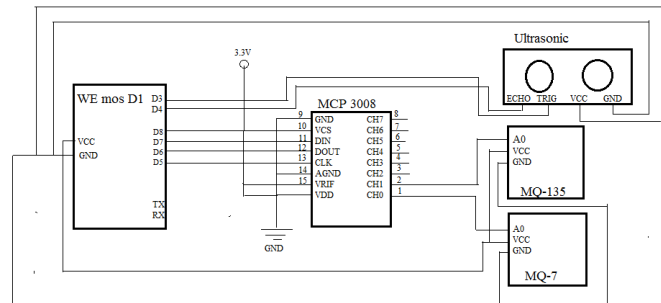 Ultrasonic
3.3V
ECHO TRIG VCC GND
WE mos D1
D3
D4
D8
D7
D6
D5
VCC
GND
TX
RX
MCP 3008
9 GND CH7 8
10 VCS CH6 7
11 DIN CH5 6
12 DOUT CH4 5
13 CLK CH3 4
14 AGND CH2 3
15 VRIF CH1 2
VDD CH0 1
GND
A0
VCC
GND
MQ-135
A0
VCC
GND
MQ-7